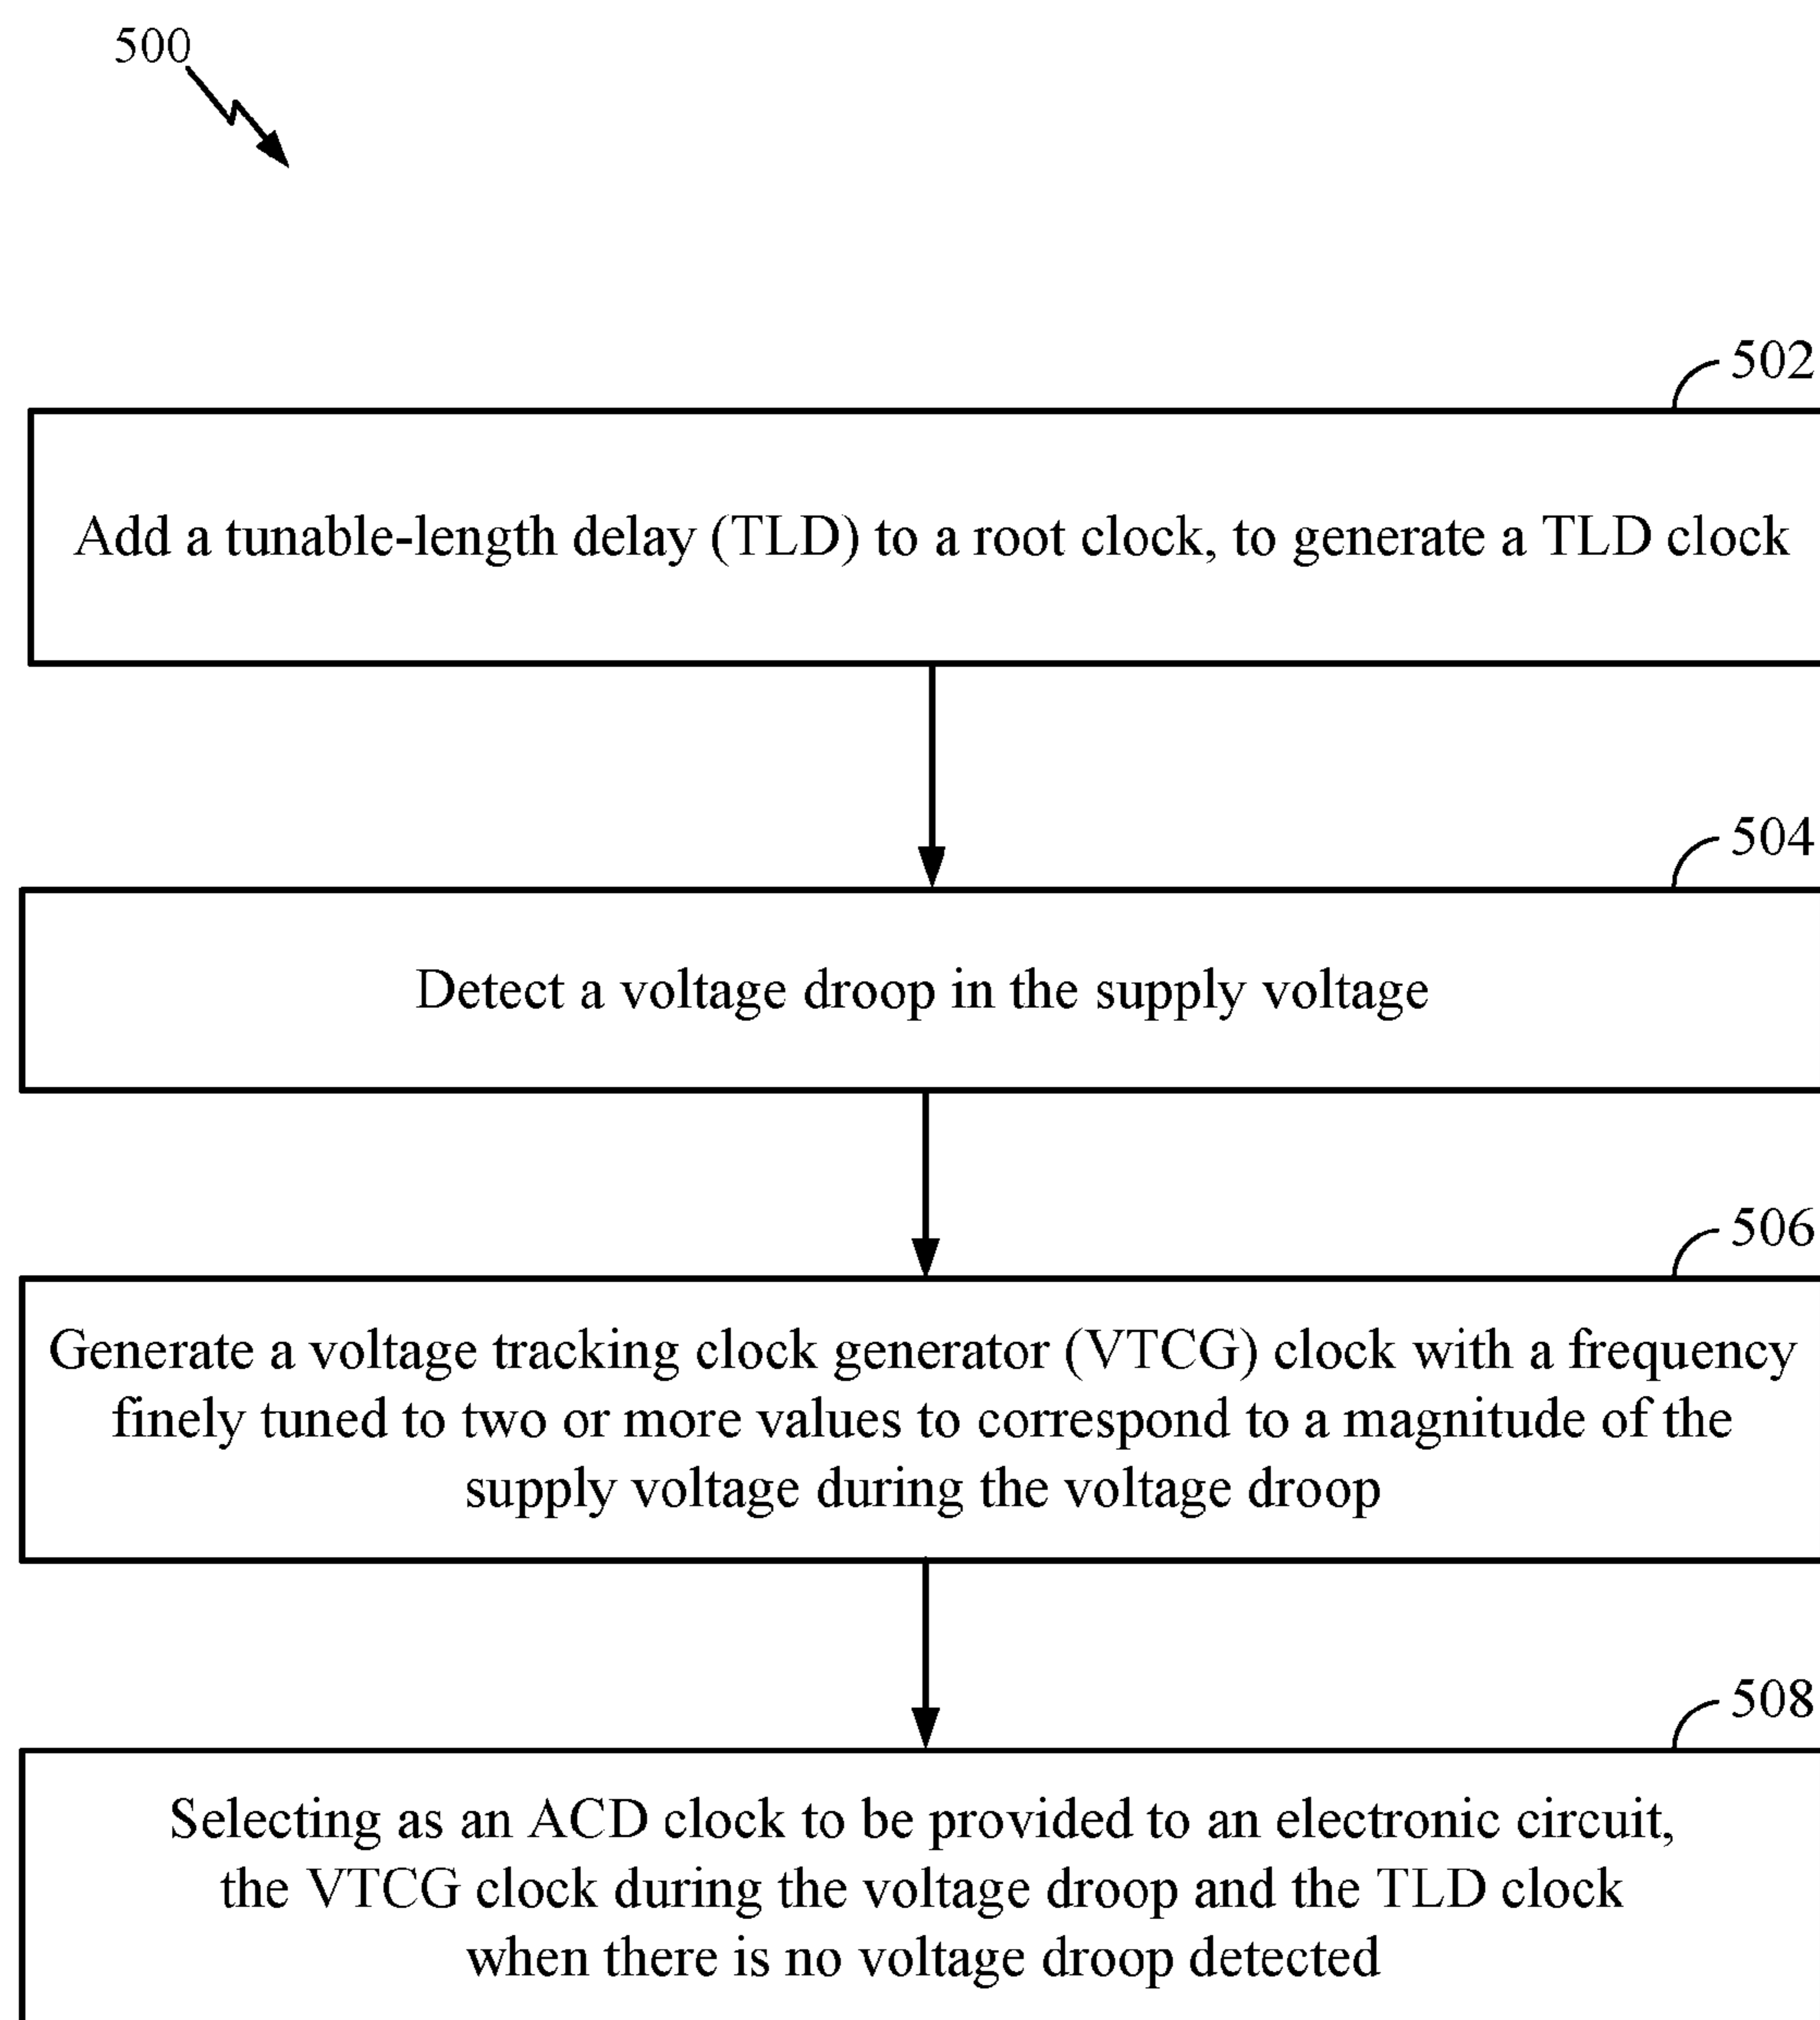 500
502
Add a tunable-length delay (TLD) to a root clock, to generate a TLD clock
504
Detect a voltage droop in the supply voltage
506
Generate a voltage tracking clock generator (VTCG) clock with a frequency
finely tuned to two or more values to correspond to a magnitude of the
supply voltage during the voltage droop
508
Selecting as an ACD clock to be provided to an electronic circuit,
the VTCG clock during the voltage droop and the TLD clock
when there is no voltage droop detected